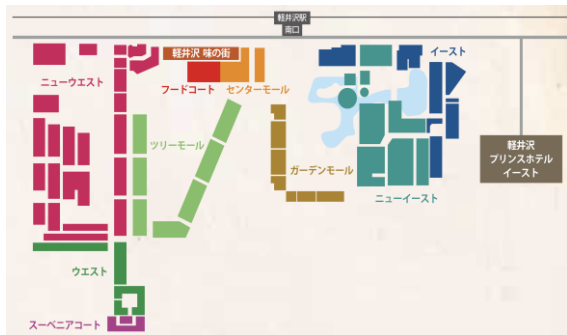 軽井沢駅
南口
軽井沢 味の街
イースト
ニューウエスト
フードコート
センターモール
ツリーモール
軽井沢
プリンスホテル
イースト
ガーデンモール
ニューイースト
ウエスト
スーベニアコート